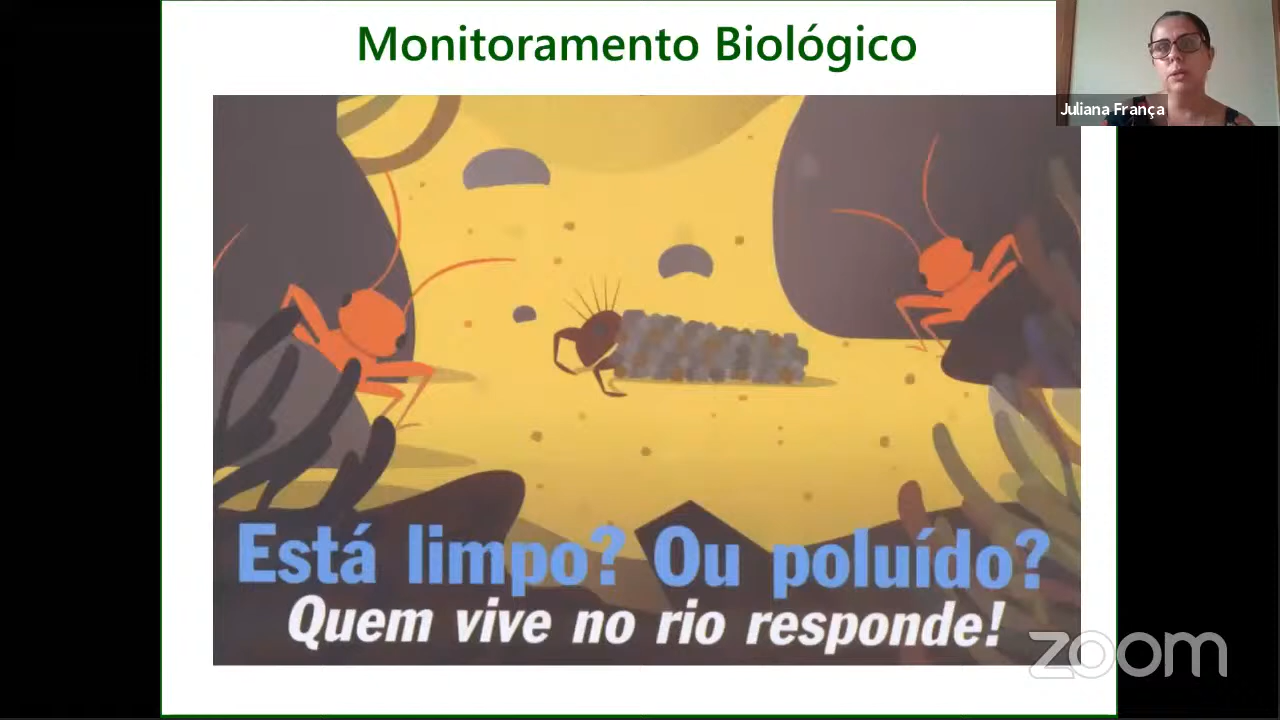 Monitoramento Biológico
Juliana França
Está limpo? Ou poluído?
Quem vive no rio responde!
zoom